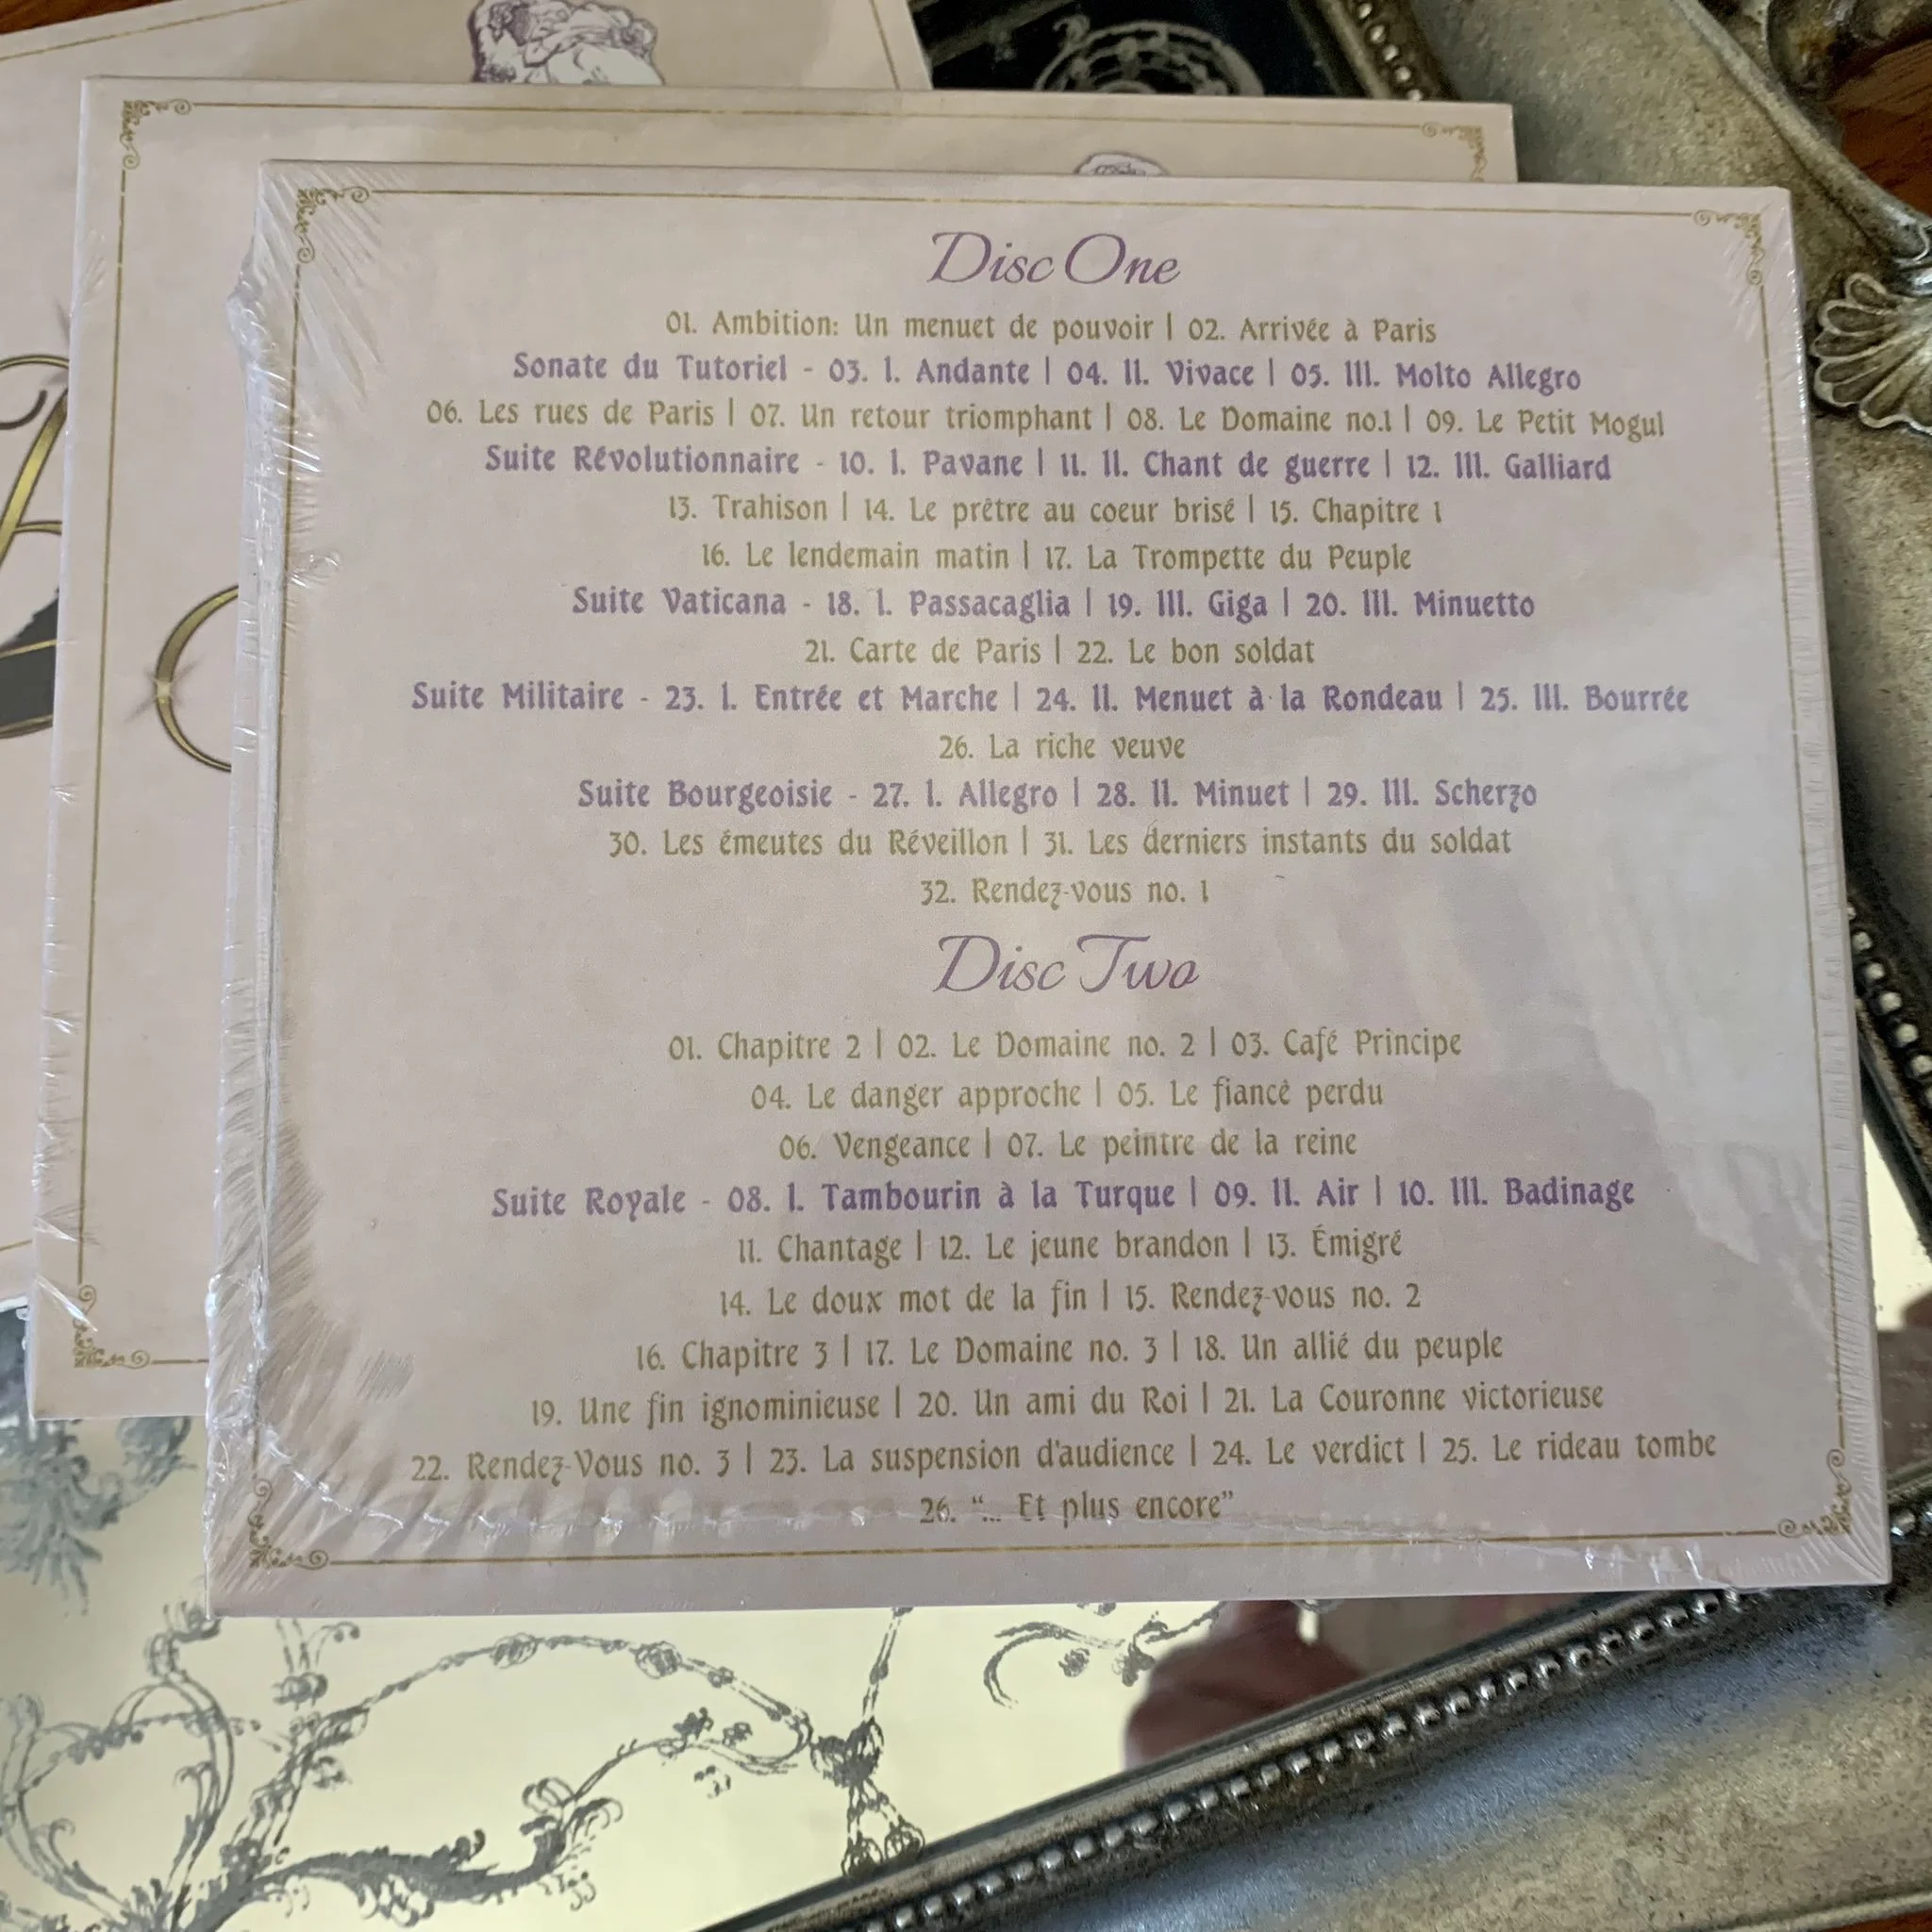 Disc One
01. Ambition: Un menuet de pouvoir | 02. Arrivée à Paris
Sonate du Tutoriel - 03. I. Andante | 04. II. Vivace | 05. III. Molto Allegro
06. Les rues de Paris | 07. Un retour triomphant | 08. Le Domaine no.1 | 09. Le Petit Mogul
Suite Révolutionnaire - 10. I. Pavane | 11. II. Chant de guerre | 12. III. Galliard
13. Trahison | 14. Le prêtre au coeur brisé | 15. Chapitre 1
16. Le lendemain matin | 17. La Trompette du Peuple
Suite Vaticana - 18. I. Passacaglia | 19. III. Giga | 20. III. Minuetto
21. Carte de Paris | 22. Le bon soldat
Suite Militaire - 23. I. Entrée et Marche | 24. II. Menuet à la Rondeau | 25. III. Bourrée
26. La riche veuve
Suite Bourgeoisie - 27. I. Allegro | 28. II. Minuet | 29. III. Scherzo
30. Les émeutes du Réveillon | 31. Les derniers instants du soldat
32. Rendez-vous no. 1
Disc Two
01. Chapitre 2 | 02. Le Domaine no. 2 | 03. Café Principe
04. Le danger approche | 05. Le fiancé perdu
06. Vengeance | 07. Le peintre de la reine
Suite Royale - 08. I. Tambourin à la Turque | 09. II. Air | 10. III. Badinage
11. Chantage | 12. Le jeune brandon | 13. Émigré
14. Le doux mot de la fin | 15. Rendez-vous no. 2
16. Chapitre 3 | 17. Le Domaine no. 3 | 18. Un allié du peuple
19. Une fin ignominieuse | 20. Un ami du Roi | 21. La Couronne victorieuse
22. Rendez-Vous no. 3 | 23. La suspension d'audience | 24. Le verdict | 25. Le rideau tombe
26. "... Et plus encore"